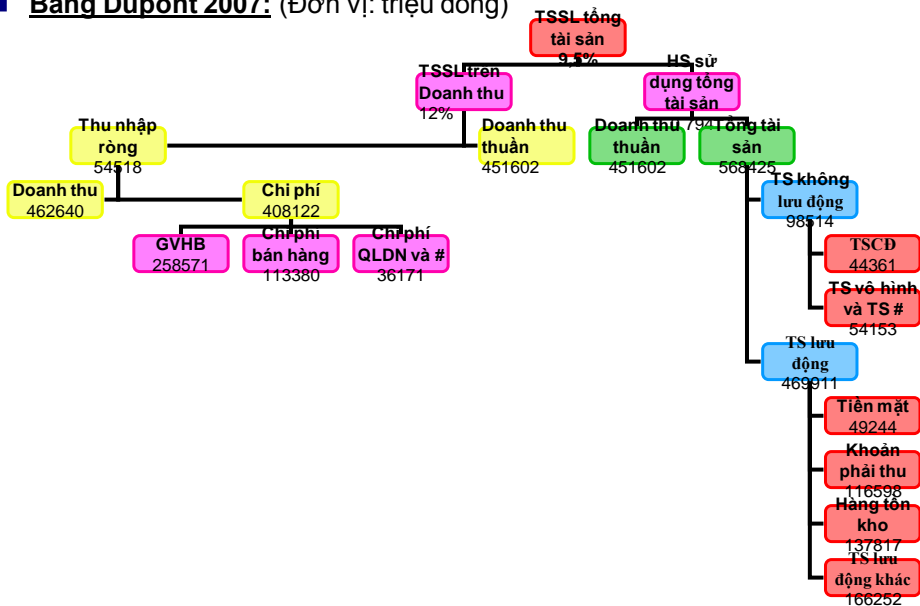 Bảng Dupont 2007: (Đơn vị: triệu đồng)
TSSL tổng
tài sản
9,5%
TSSL trên
Doanh thu
12%
HS sử
dụng tổng
tài sản
794
Thu nhập
ròng
54518
Doanh thu
thuần
451602
Doanh thu
thuần
451602
Tổng tài
sản
568425
Doanh thu
462640
Chi phí
408122
GVHB
258571
Chi phí
bán hàng
113380
Chi phí
QLDN và #
36171
TS không
lưu động
98514
TSCĐ
44361
TS vô hình
và TS #
54153
TS lưu
động
469911
Tiền mặt
49244
Khoản
phải thu
116598
Hàng tồn
kho
137817
TS lưu
động khác
166252